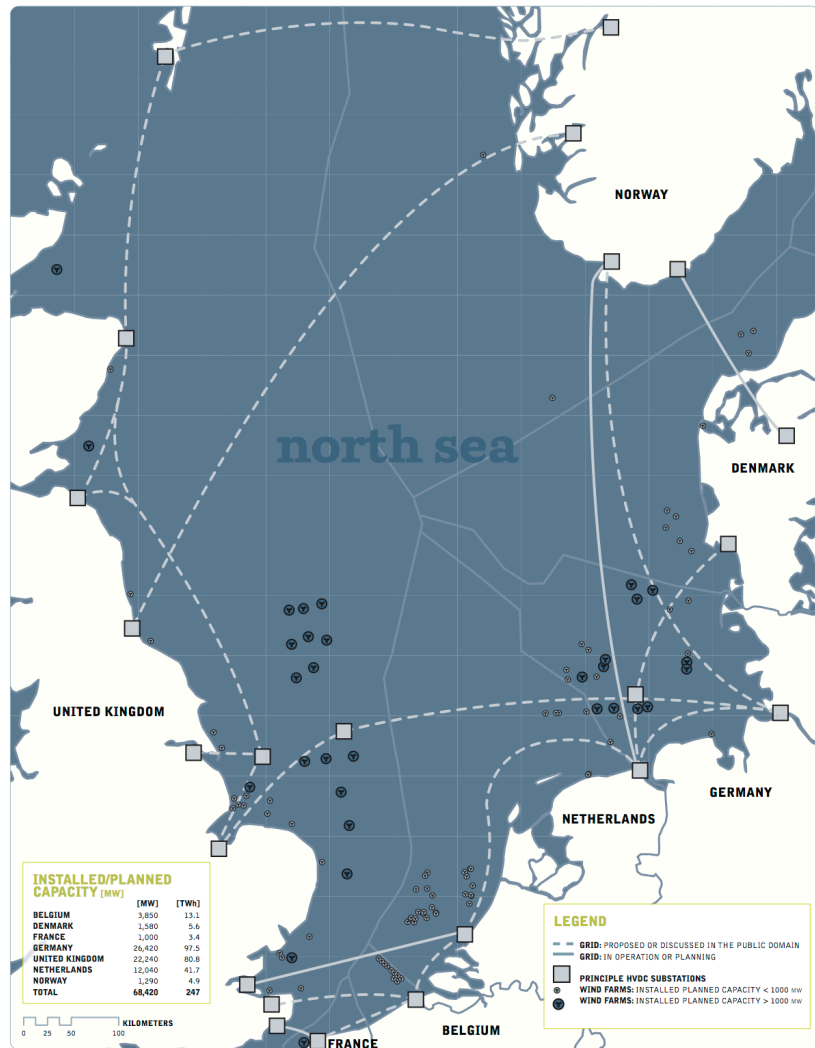 NORWAY
north sea
DENMARK
UNITED KINGDOM
GERMANY
NETHERLANDS
BELGIUM
FRANCE
INSTALLED/PLANNED
CAPACITY [MW]
[MW] [TWh]
BELGIUM 3,850 13.1
DENMARK 1,580 5.6
FRANCE 1,000 3.4
GERMANY 26,420 97.5
UNITED KINGDOM 22,240 80.8
NETHERLANDS 12,040 41.7
NORWAY 1,290 4.9
TOTAL 68,420 247
KILOMETERS
0 25 50 100
LEGEND
GRID: PROPOSED OR DISCUSSED IN THE PUBLIC DOMAIN
GRID: IN OPERATION OR PLANNING
PRINCIPLE HVDC SUBSTATIONS
WIND FARMS: INSTALLED PLANNED CAPACITY < 1000 MW
WIND FARMS: INSTALLED PLANNED CAPACITY > 1000 MW